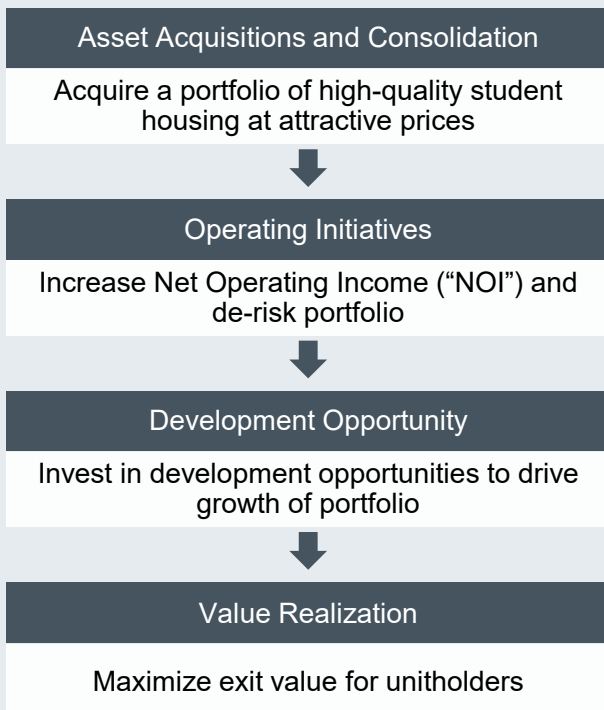 Asset Acquisitions and Consolidation
Acquire a portfolio of high-quality student
housing at attractive prices
Operating Initiatives
Increase Net Operating Income (“NOI”) and
de-risk portfolio
Development Opportunity
Invest in development opportunities to drive
growth of portfolio
Value Realization
Maximize exit value for unitholders